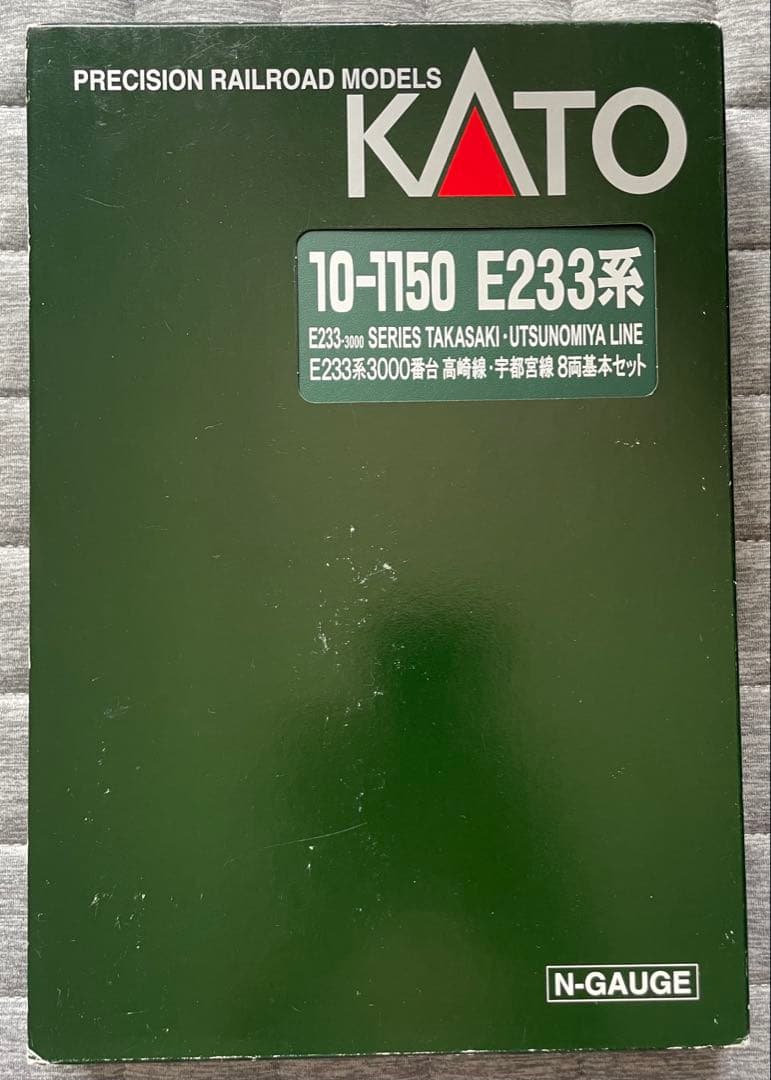 PRECISION RAILROAD MODELS
KATO
10-1150 E233系
E233-3000 SERIES TAKASAKI・UTSUNOMIYA LINE
E233系3000番台 高崎線・宇都宮線 8両基本セット
N-GAUGE